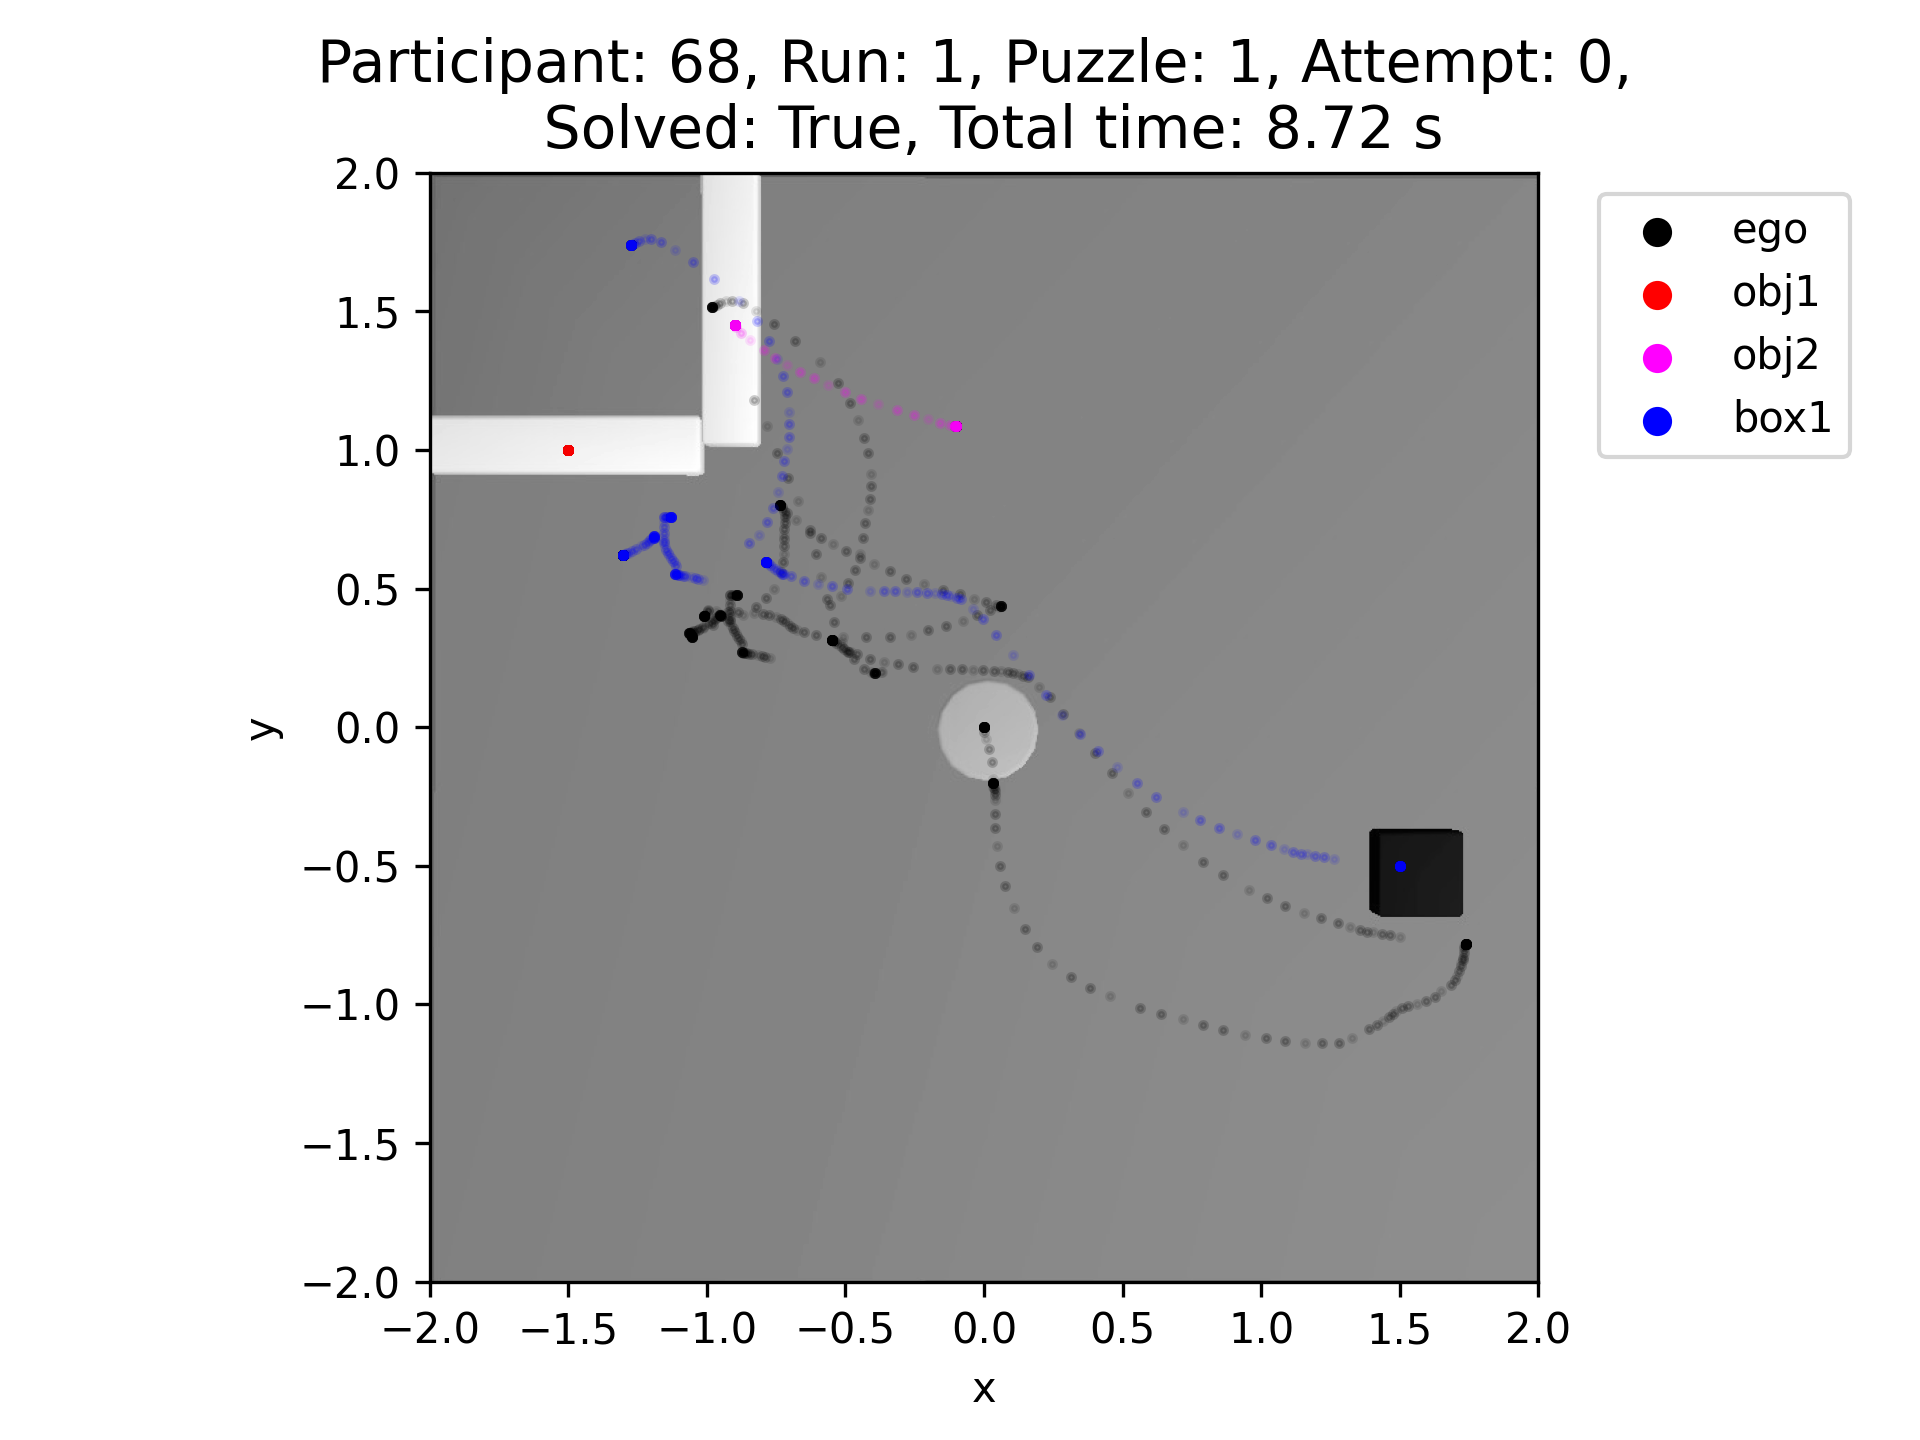 Participant: 68, Run: 1, Puzzle: 1, Attempt: 0,
Solved: True, Total time: 8.72 s
ego
obj1
obj2
box1
2.0
1.5
1.0
0.5
0.0
−0.5
−1.0
−1.5
−2.0
y
−2.0 −1.5 −1.0 −0.5 0.0 0.5 1.0 1.5 2.0
x